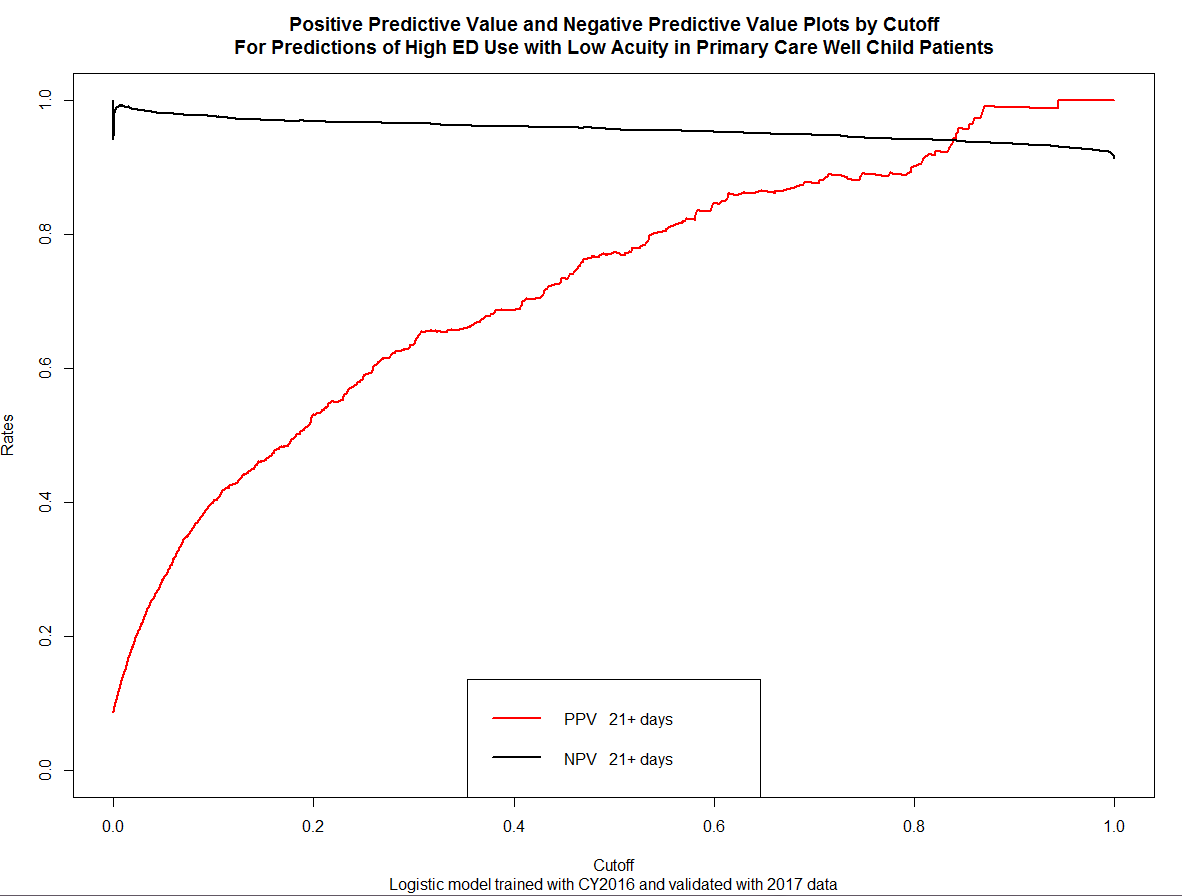 Positive Predictive Value and Negative Predictive Value Plots by Cutoff
For Predictions of High ED Use with Low Acuity in Primary Care Well Child Patients
1.0
0.8
0.6
0.4
0.2
0.0
Rates
PPV 21+ days
NPV 21+ days
0.0 0.2 0.4 0.6 0.8 1.0
Cutoff
Logistic model trained with CY2016 and validated with 2017 data